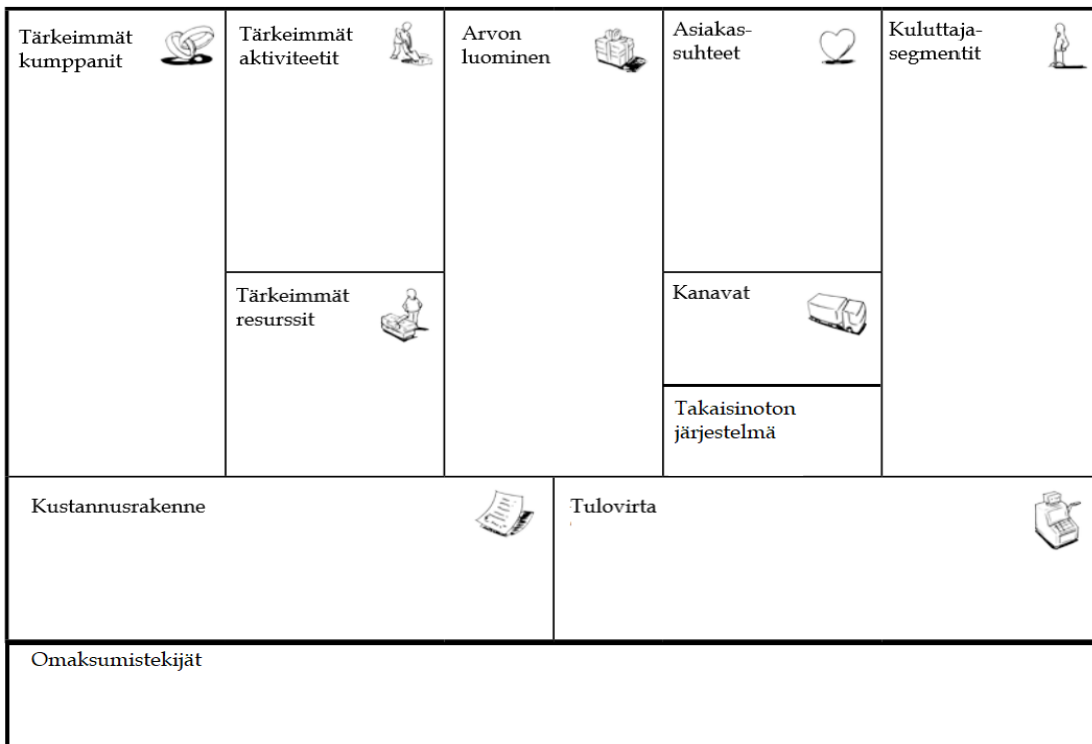 Tärkeimmät
kumppanit
Tärkeimmät
aktiviteetit
Arvon
luominen
Asiakas-
suhteet
Kuluttaja-
segmentit
Tärkeimmät
resurssit
Kanavat
Takaisinoton
järjestelmä
Kustannusrakenne
Tulovirta
Omaksumistekijät